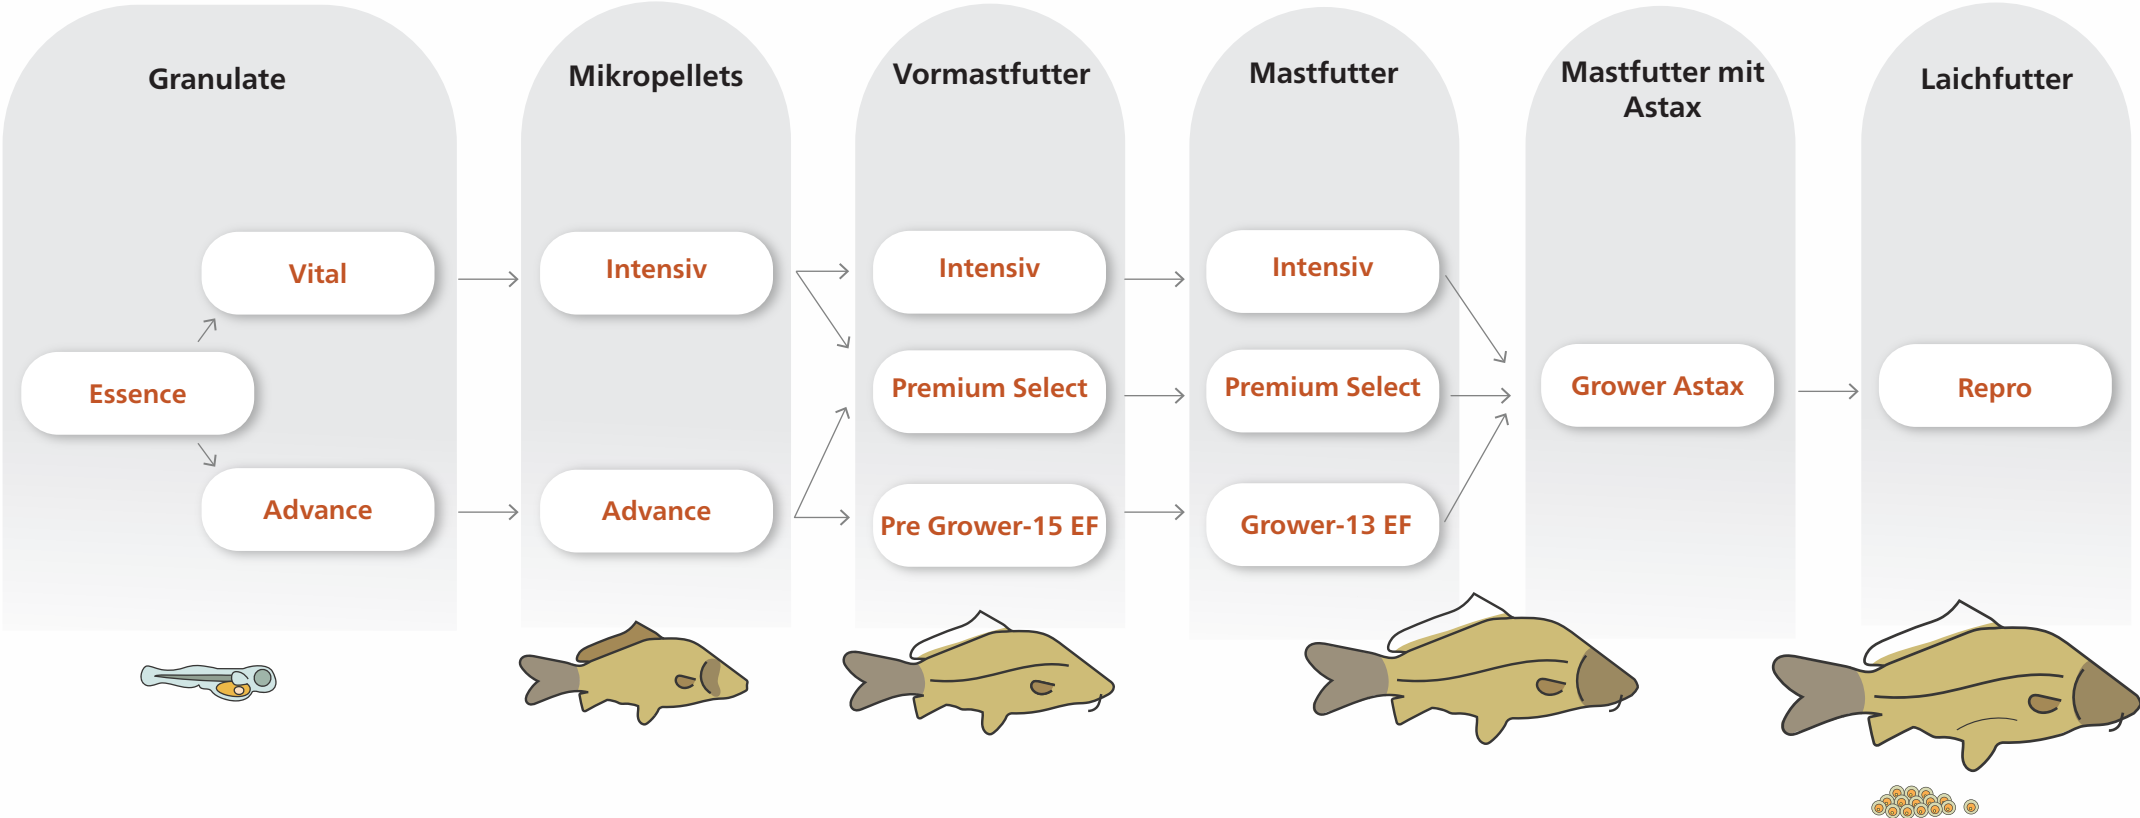 Granulate
Mikropellets
Vormastfutter
Mastfutter
Mastfutter mit
Astax
Laichfutter
Vital
Intensiv
Intensiv
Intensiv
Essence
Premium Select
Premium Select
Grower Astax
Repro
Advance
Advance
Pre Grower-15 EF
Grower-13 EF